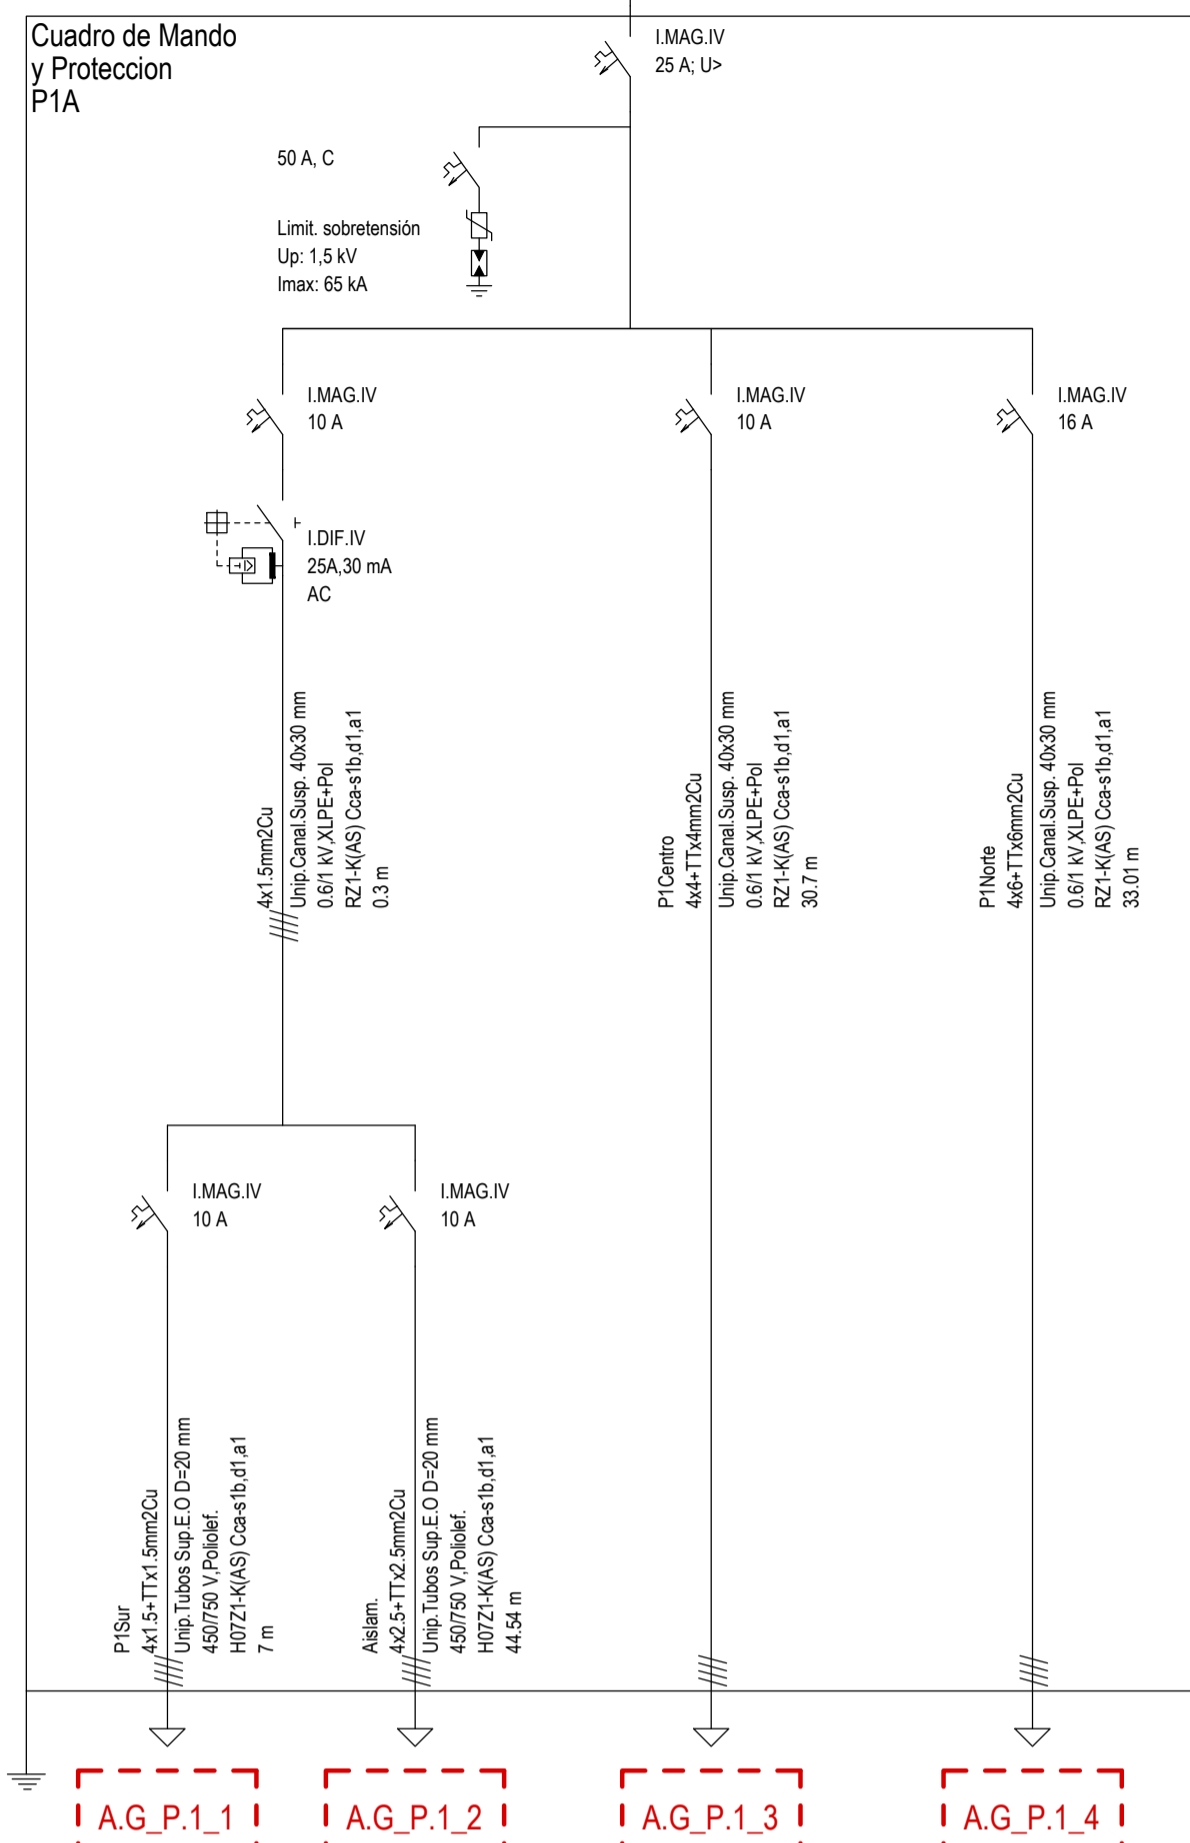 Cuadro de Mando
y Proteccion
P1A
I.MAG.IV
25 A; U>
50 A, C
Limit. sobretensión
Up: 1,5 kV
Imax: 65 kA
I.MAG.IV
10 A
I.MAG.IV
10 A
I.MAG.IV
16 A
I.DIF.IV
25A,30 mA
AC
4x1.5mm2Cu
Unip.Canal.Susp. 40x30 mm
0.6/1 kV,XLPE+Pol
RZ1-K(AS) Cca-s1b,d1,a1
0.3 m
P1Centro
4x4+TTx4mm2Cu
Unip.Canal.Susp. 40x30 mm
0.6/1 kV,XLPE+Pol
RZ1-K(AS) Cca-s1b,d1,a1
30.7 m
P1Norte
4x6+TTx6mm2Cu
Unip.Canal.Susp. 40x30 mm
0.6/1 kV,XLPE+Pol
RZ1-K(AS) Cca-s1b,d1,a1
33.01 m
I.MAG.IV
10 A
I.MAG.IV
10 A
P1Sur
4x1.5+TTx1.5mm2Cu
Unip.Tubos Sup.E.O D=20 mm
450/750 V,Poliolef.
H07Z1-K(AS) Cca-s1b,d1,a1
7 m
Aislam.
4x2.5+TTx2.5mm2Cu
Unip.Tubos Sup.E.O D=20 mm
450/750 V,Poliolef.
H07Z1-K(AS) Cca-s1b,d1,a1
44.54 m
A.G_P.1_1
A.G_P.1_2
A.G_P.1_3
A.G_P.1_4